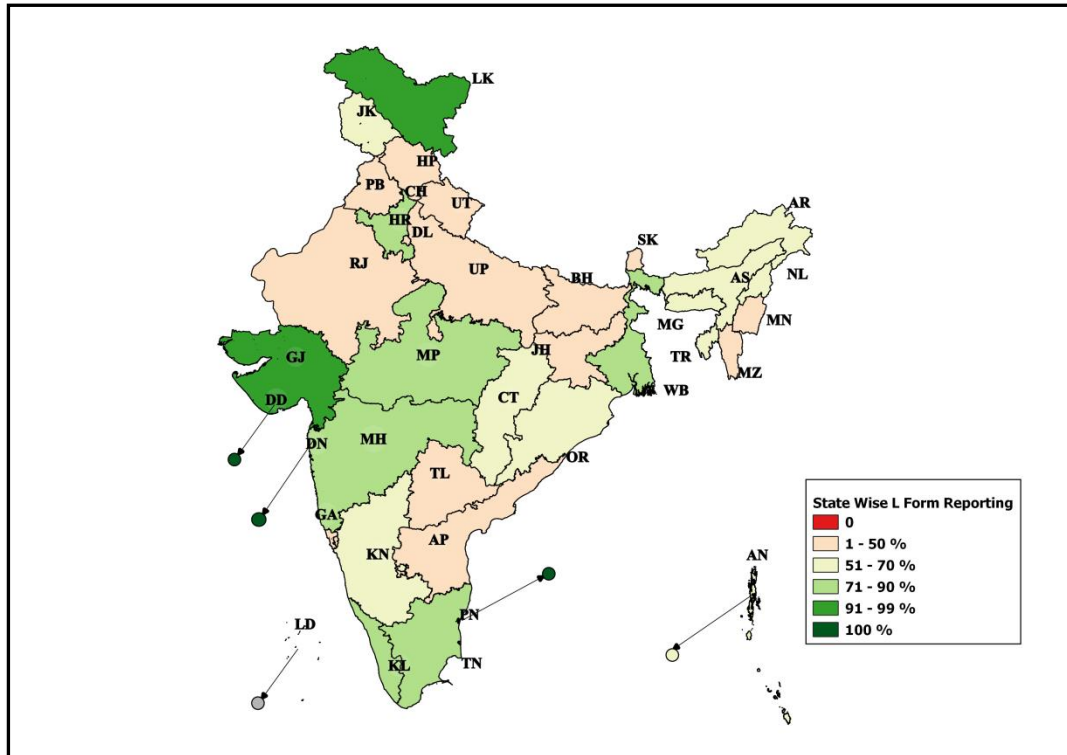 LK
JK
HP
PB
CH
UT
HR
DL
AR
SK
RJ
UP
BH
AS
NL
MG
MN
GJ
MP
JH
TR
MZ
DD
CT
WB
DN
MH
OR
TL
GA
AP
KN
AN
PN
LD
KL
TN
State Wise L Form Reporting
0
1 - 50 %
51 - 70 %
71 - 90 %
91 - 99 %
100 %